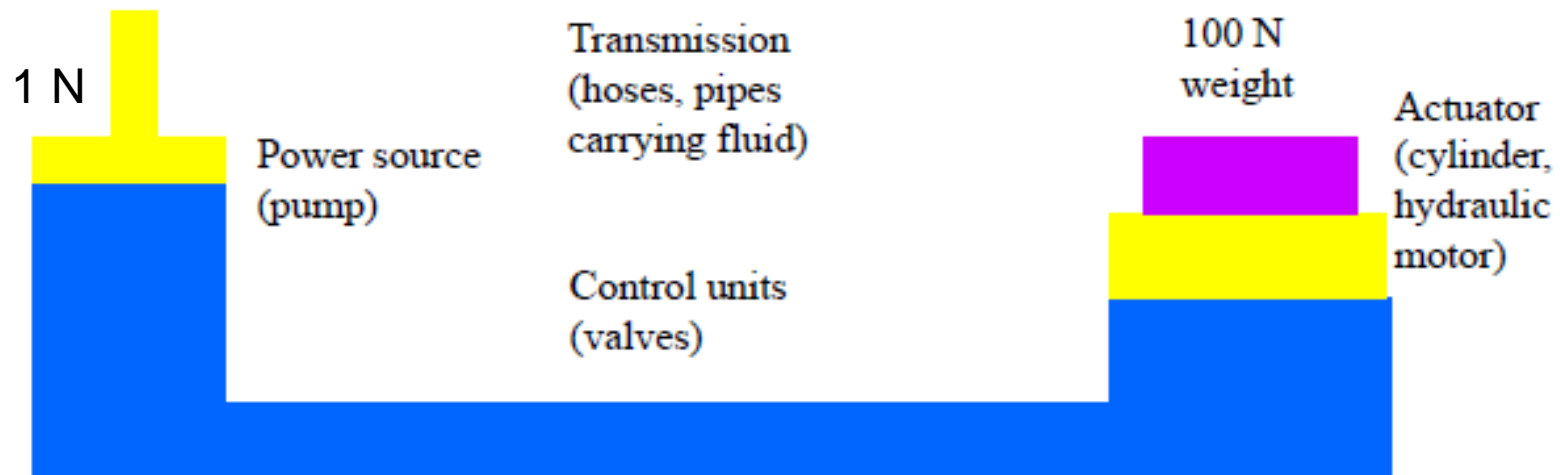 1 N
Power source
(pump)
Transmission
(hoses, pipes
carrying fluid)
Control units
(valves)
100 N
weight
Actuator
(cylinder,
hydraulic
motor)